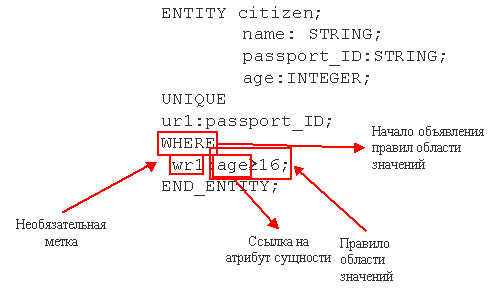 ENTITY citizen;
name: STRING;
passport_ID:STRING;
age:INTEGER;
UNIQUE
ur1:passport_ID;
WHERE
wr1:age≥16;
END_ENTITY;
Начало объявления
правил области
значений
Необязательная
метка
Ссылка на
атрибут сущности
Правило
области
значений